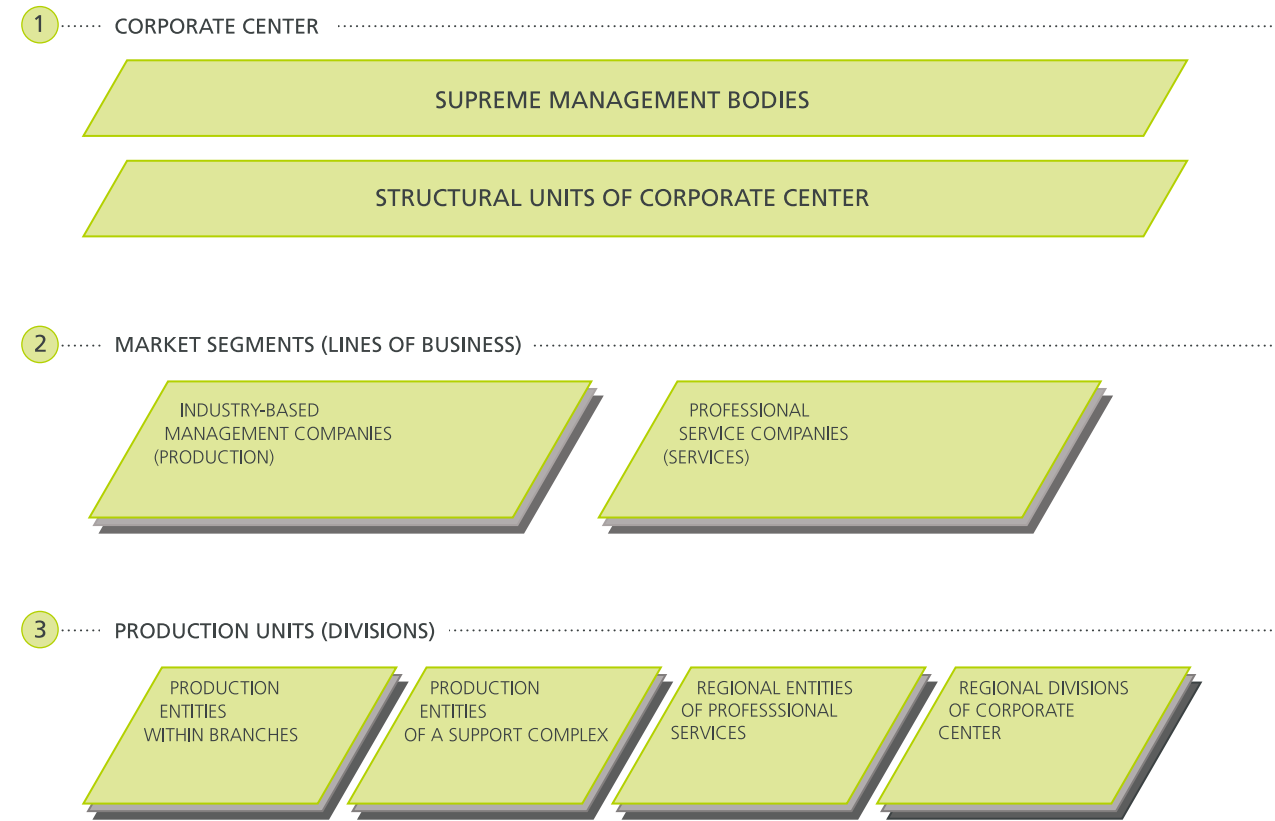 1
CORPORATE CENTER
SUPREME MANAGEMENT BODIES
STRUCTURAL UNITS OF CORPORATE CENTER
2
MARKET SEGMENTS (LINES OF BUSINESS)
INDUSTRY-BASED
MANAGEMENT COMPANIES
(PRODUCTION)
PROFESSIONAL
SERVICE COMPANIES
(SERVICES)
3
PRODUCTION UNITS (DIVISIONS)
PRODUCTION
ENTITIES
WITHIN BRANCHES
PRODUCTION
ENTITIES
OF A SUPPORT COMPLEX
REGIONAL ENTITIES
OF PROFESSSIONAL
SERVICES
REGIONAL DIVISIONS
OF CORPORATE
CENTER